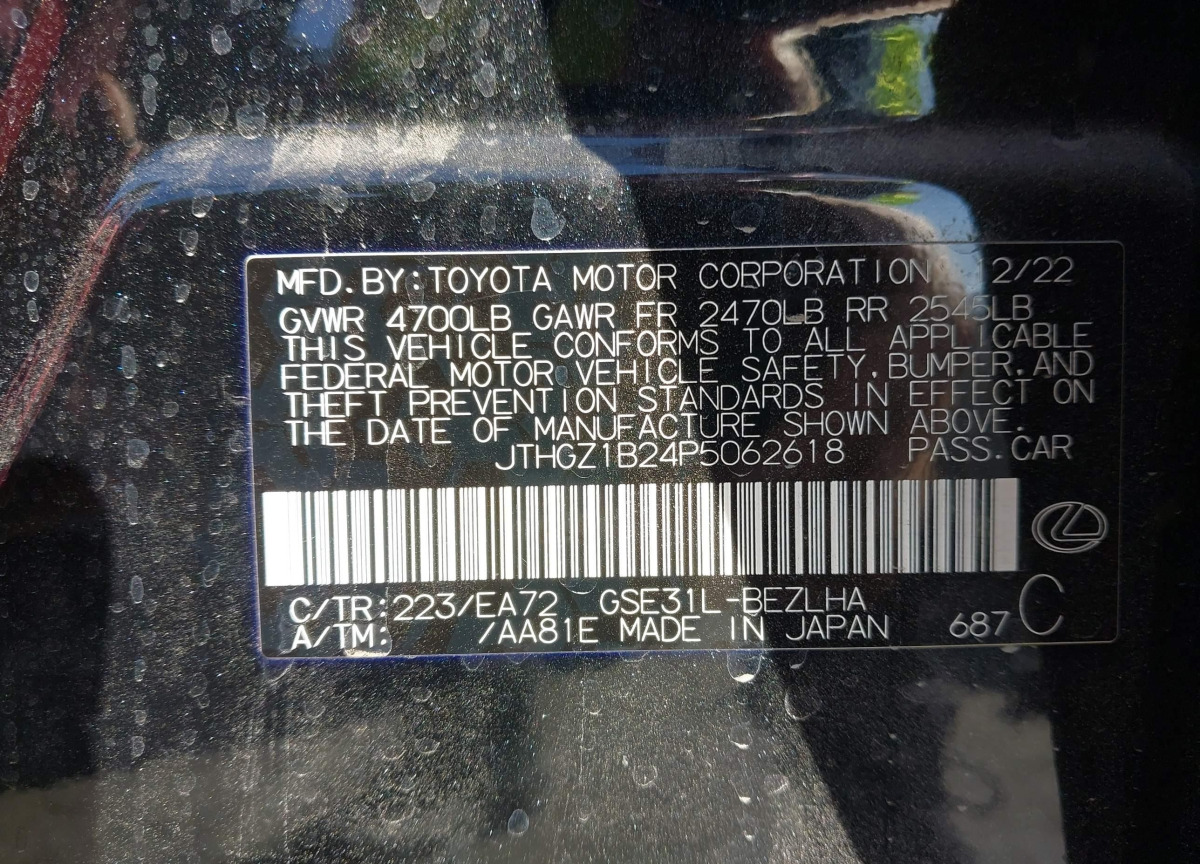 MFD.BY:TOYOTA MOTOR CORPORATION 2/22
GVWR 4700LB GAWR FR 2470LB RR 2545LB
THIS VEHICLE CONFORMS TO ALL APPLICABLE
FEDERAL MOTOR VEHICLE SAFETY,BUMPER,AND
THEFT PREVENTION STANDARDS IN EFFECT ON
THE DATE OF MANUFACTURE SHOWN ABOVE.
JTHGZ1B24P5062618 PASS.CAR
C/TR:223/EA72 GSE31L-BEZLHA
A/TM: /AA81E MADE IN JAPAN 687 C